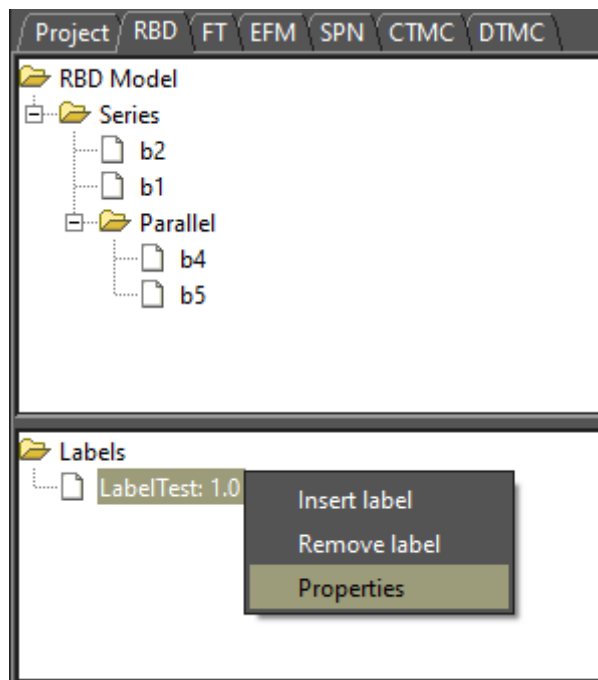 Project RBD FT EFM SPN CTMC DTMC
RBD Model
Series
b2
b1
Parallel
b4
b5
Labels
LabelTest: 1.0
Insert label
Remove label
Properties